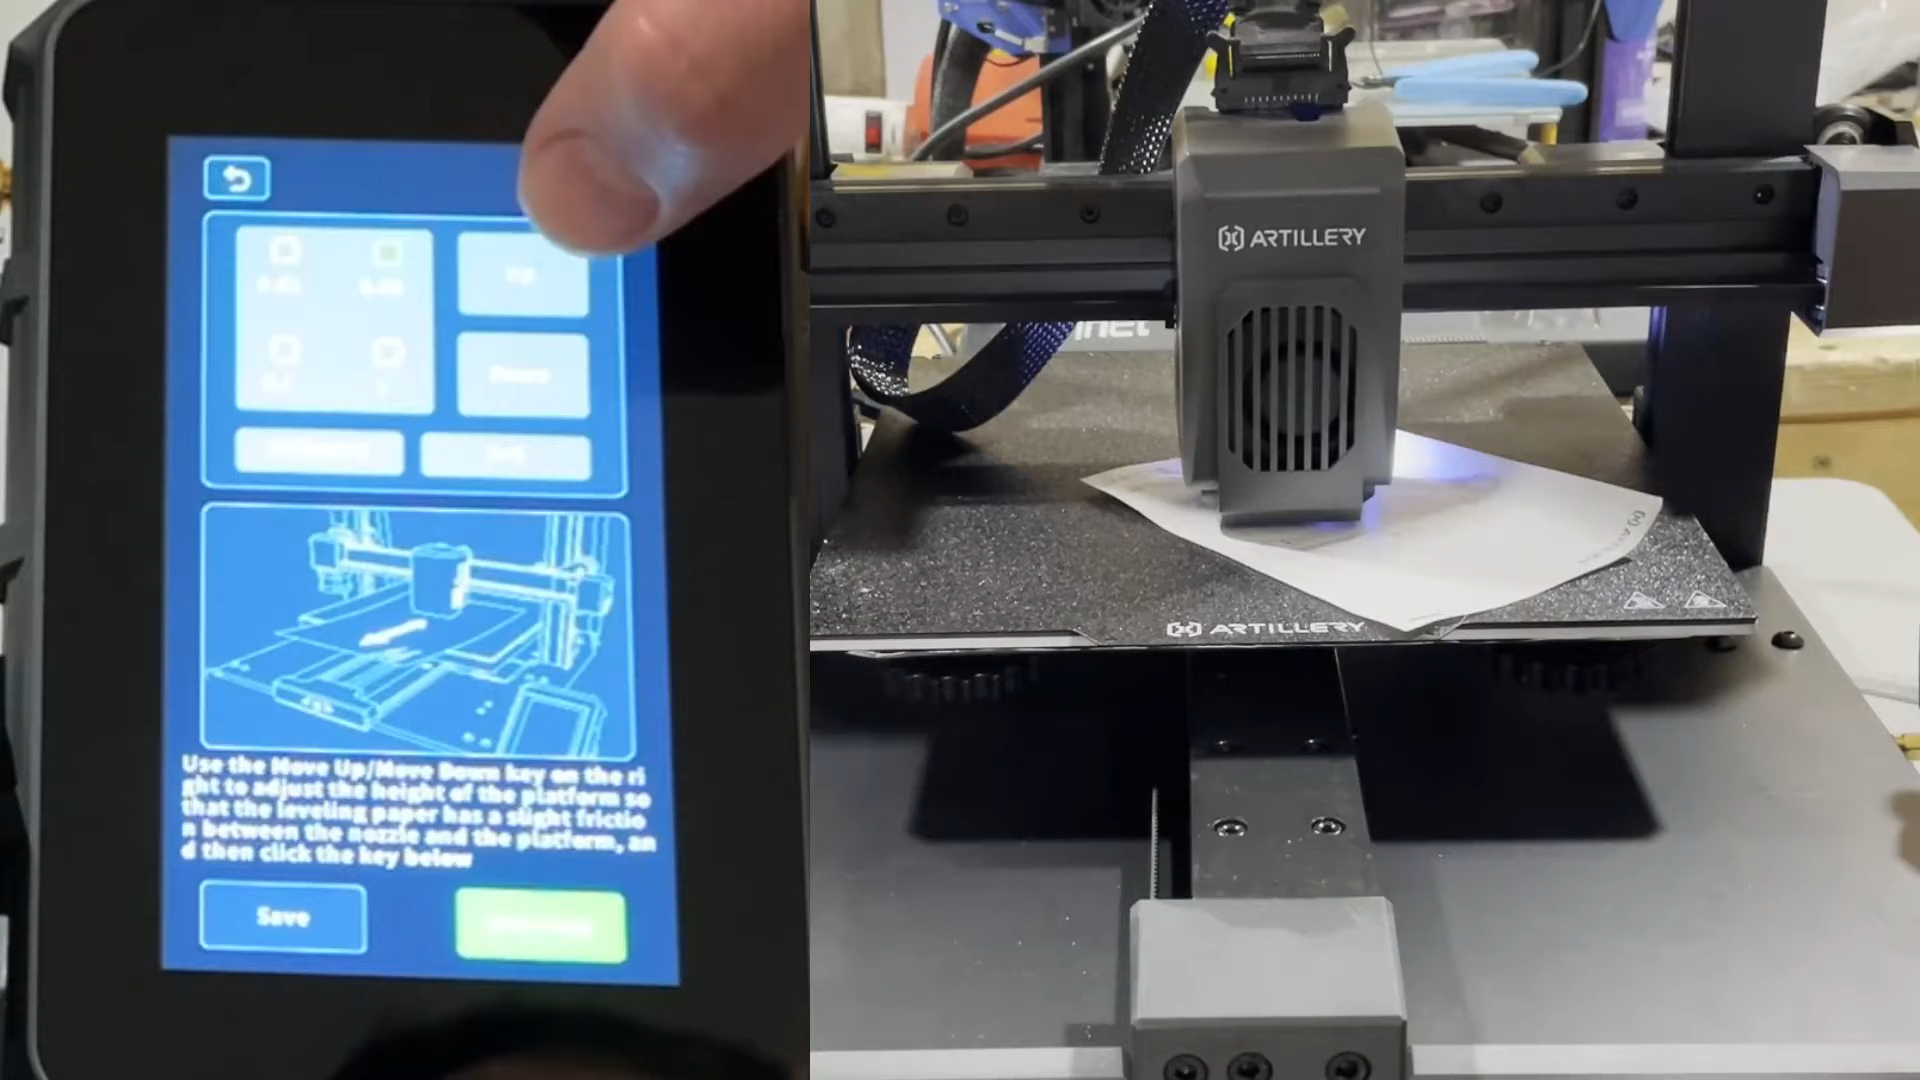 Up
Down
Use the Move Up/Move Down key on the ri
ght to adjust the height of the platform so
that the leveling paper has a slight frictio
n between the nozzle and the platform, an
d then click the key below
Save
ARTILLERY
ARTILLERY